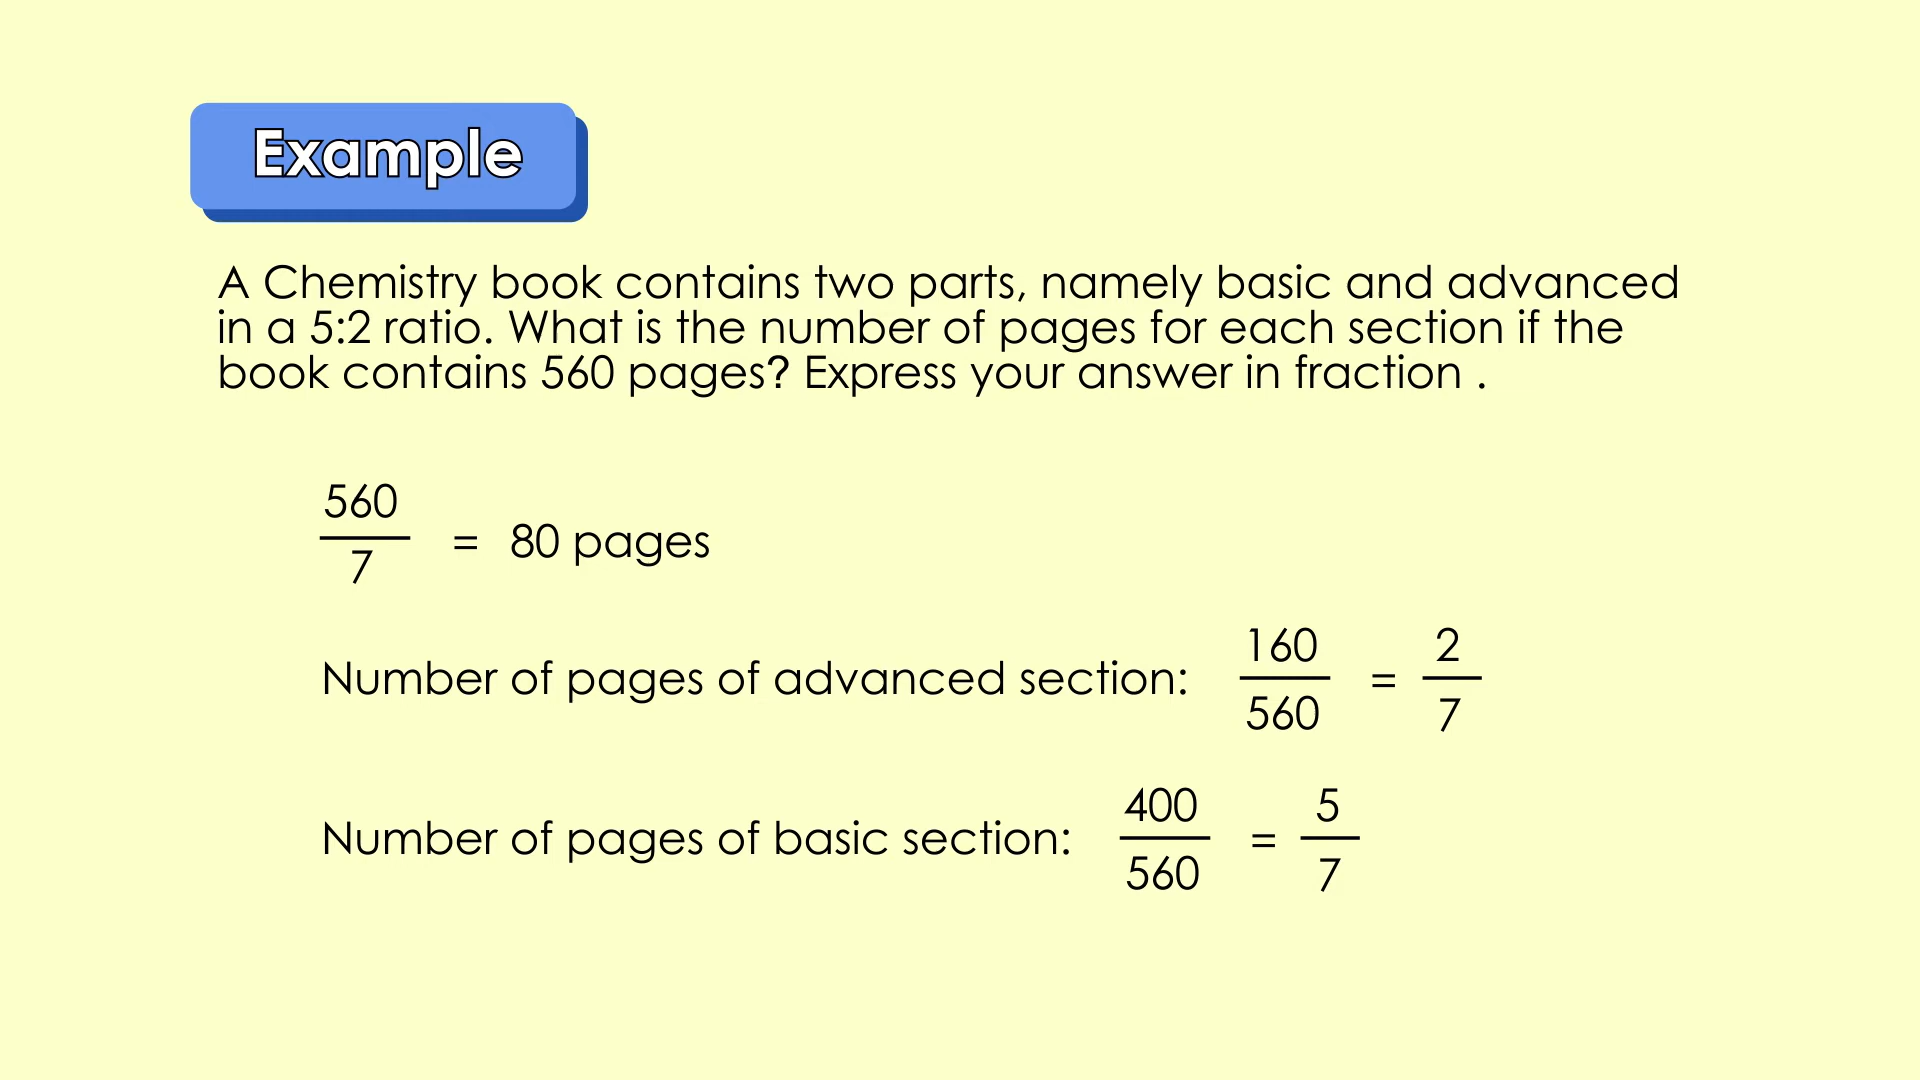 Example
A Chemistry book contains two parts, namely basic and advanced
in a 5:2 ratio. What is the number of pages for each section if the
book contains 560 pages? Express your answer in fraction .
560
7
= 80 pages
Number of pages of advanced section:
160
560
=
2
7
Number of pages of basic section:
400
560
=
5
7